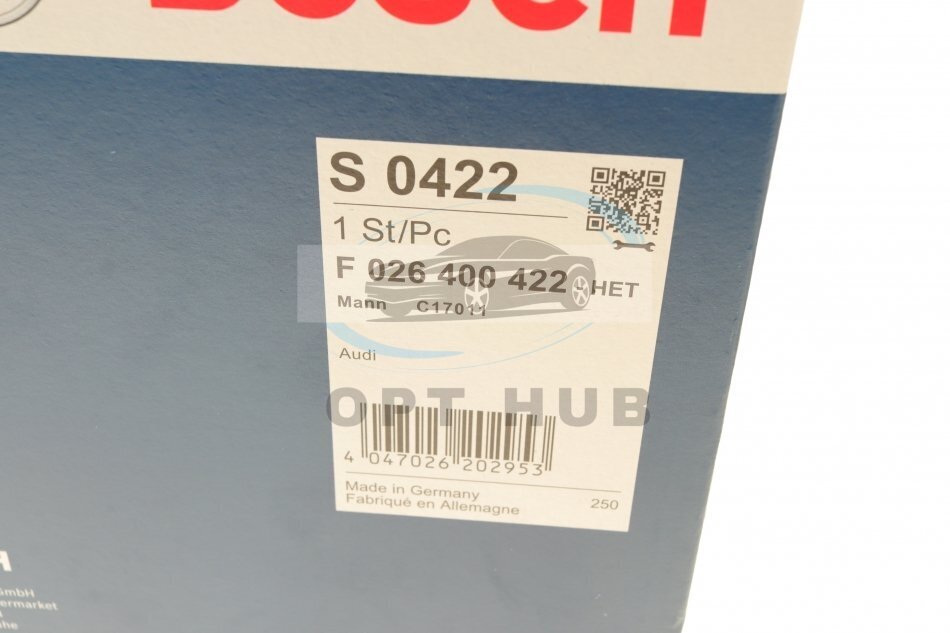 BOSCH
S 0422
1 St/Pc
F 026 400 422 - HET
Mann C17011
Audi
OPT HUB
4 047026 202953
Made in Germany
Fabriqué en Allemagne
250
H
GmbH